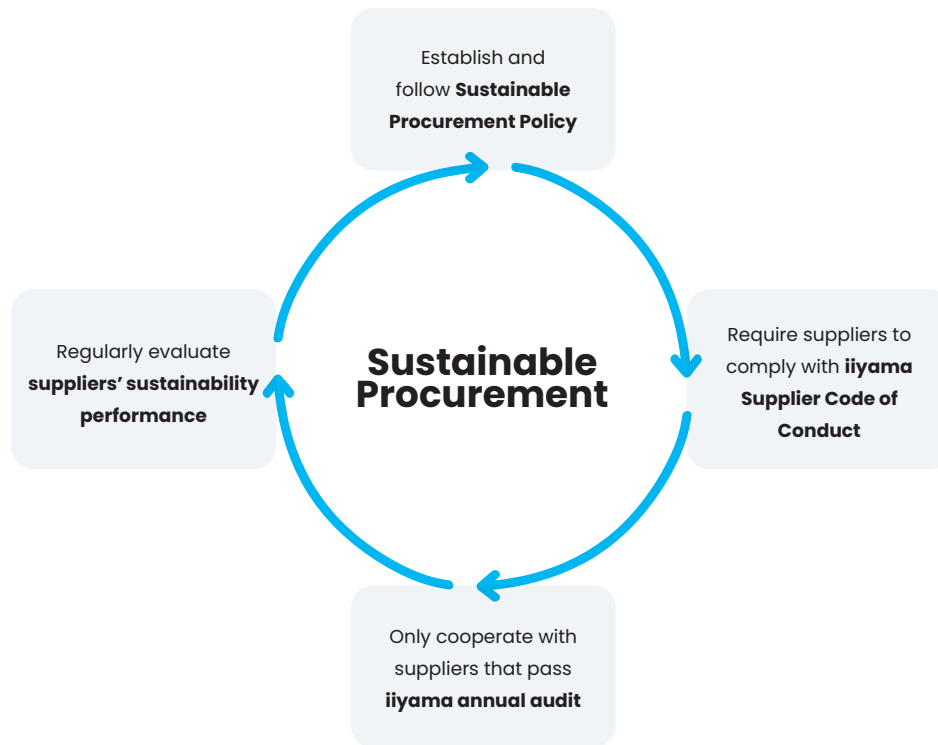 Establish and
follow Sustainable
Procurement Policy
Regularly evaluate
suppliers’ sustainability
performance
Sustainable
Procurement
Require suppliers to
comply with iiyama
Supplier Code of
Conduct
Only cooperate with
suppliers that pass
iiyama annual audit